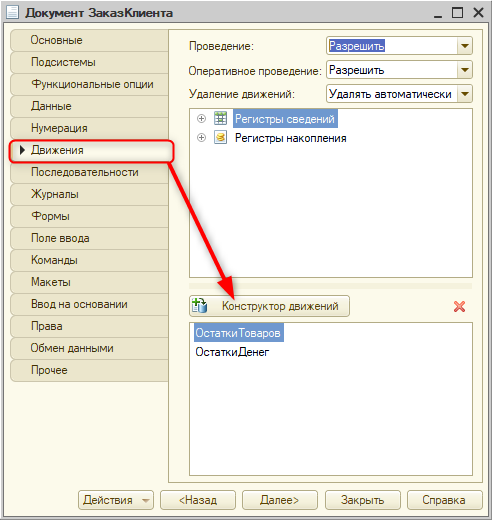 Документ ЗаказКлиента
Основные
Подсистемы
Функциональные опции
Данные
Нумерация
Движения
Последовательности
Журналы
Формы
Поле ввода
Команды
Макеты
Ввод на основании
Права
Обмен данными
Прочее
Проведение: Разрешить
Оперативное проведение: Разрешить
Удаление движений: Удалять автоматически
Регистры сведений
Регистры накопления
Конструктор движений
ОстаткиТоваров
ОстаткиДенег
Действия <Назад Далее> Закрыть Справка